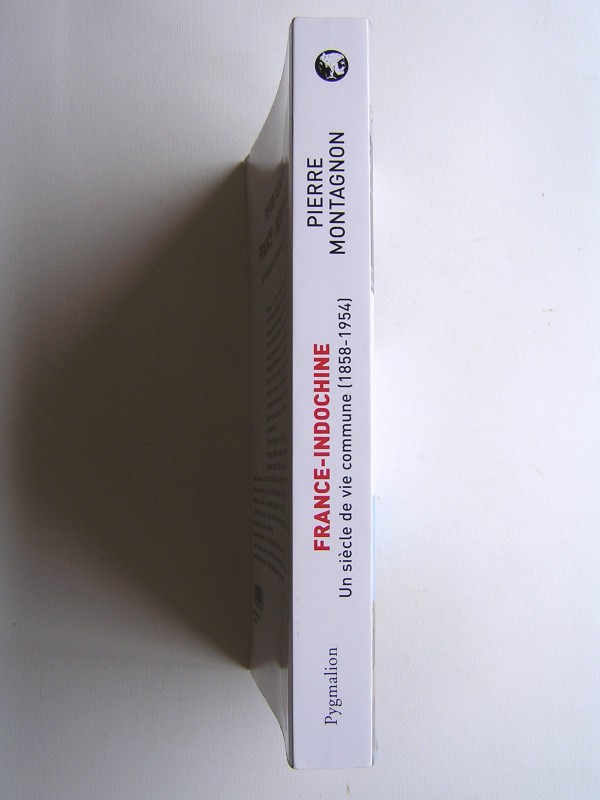 PIERRE
MONTAGNON
FRANCE-INDOCHINE
Un siècle de vie commune (1858-1954)
Pygmalion